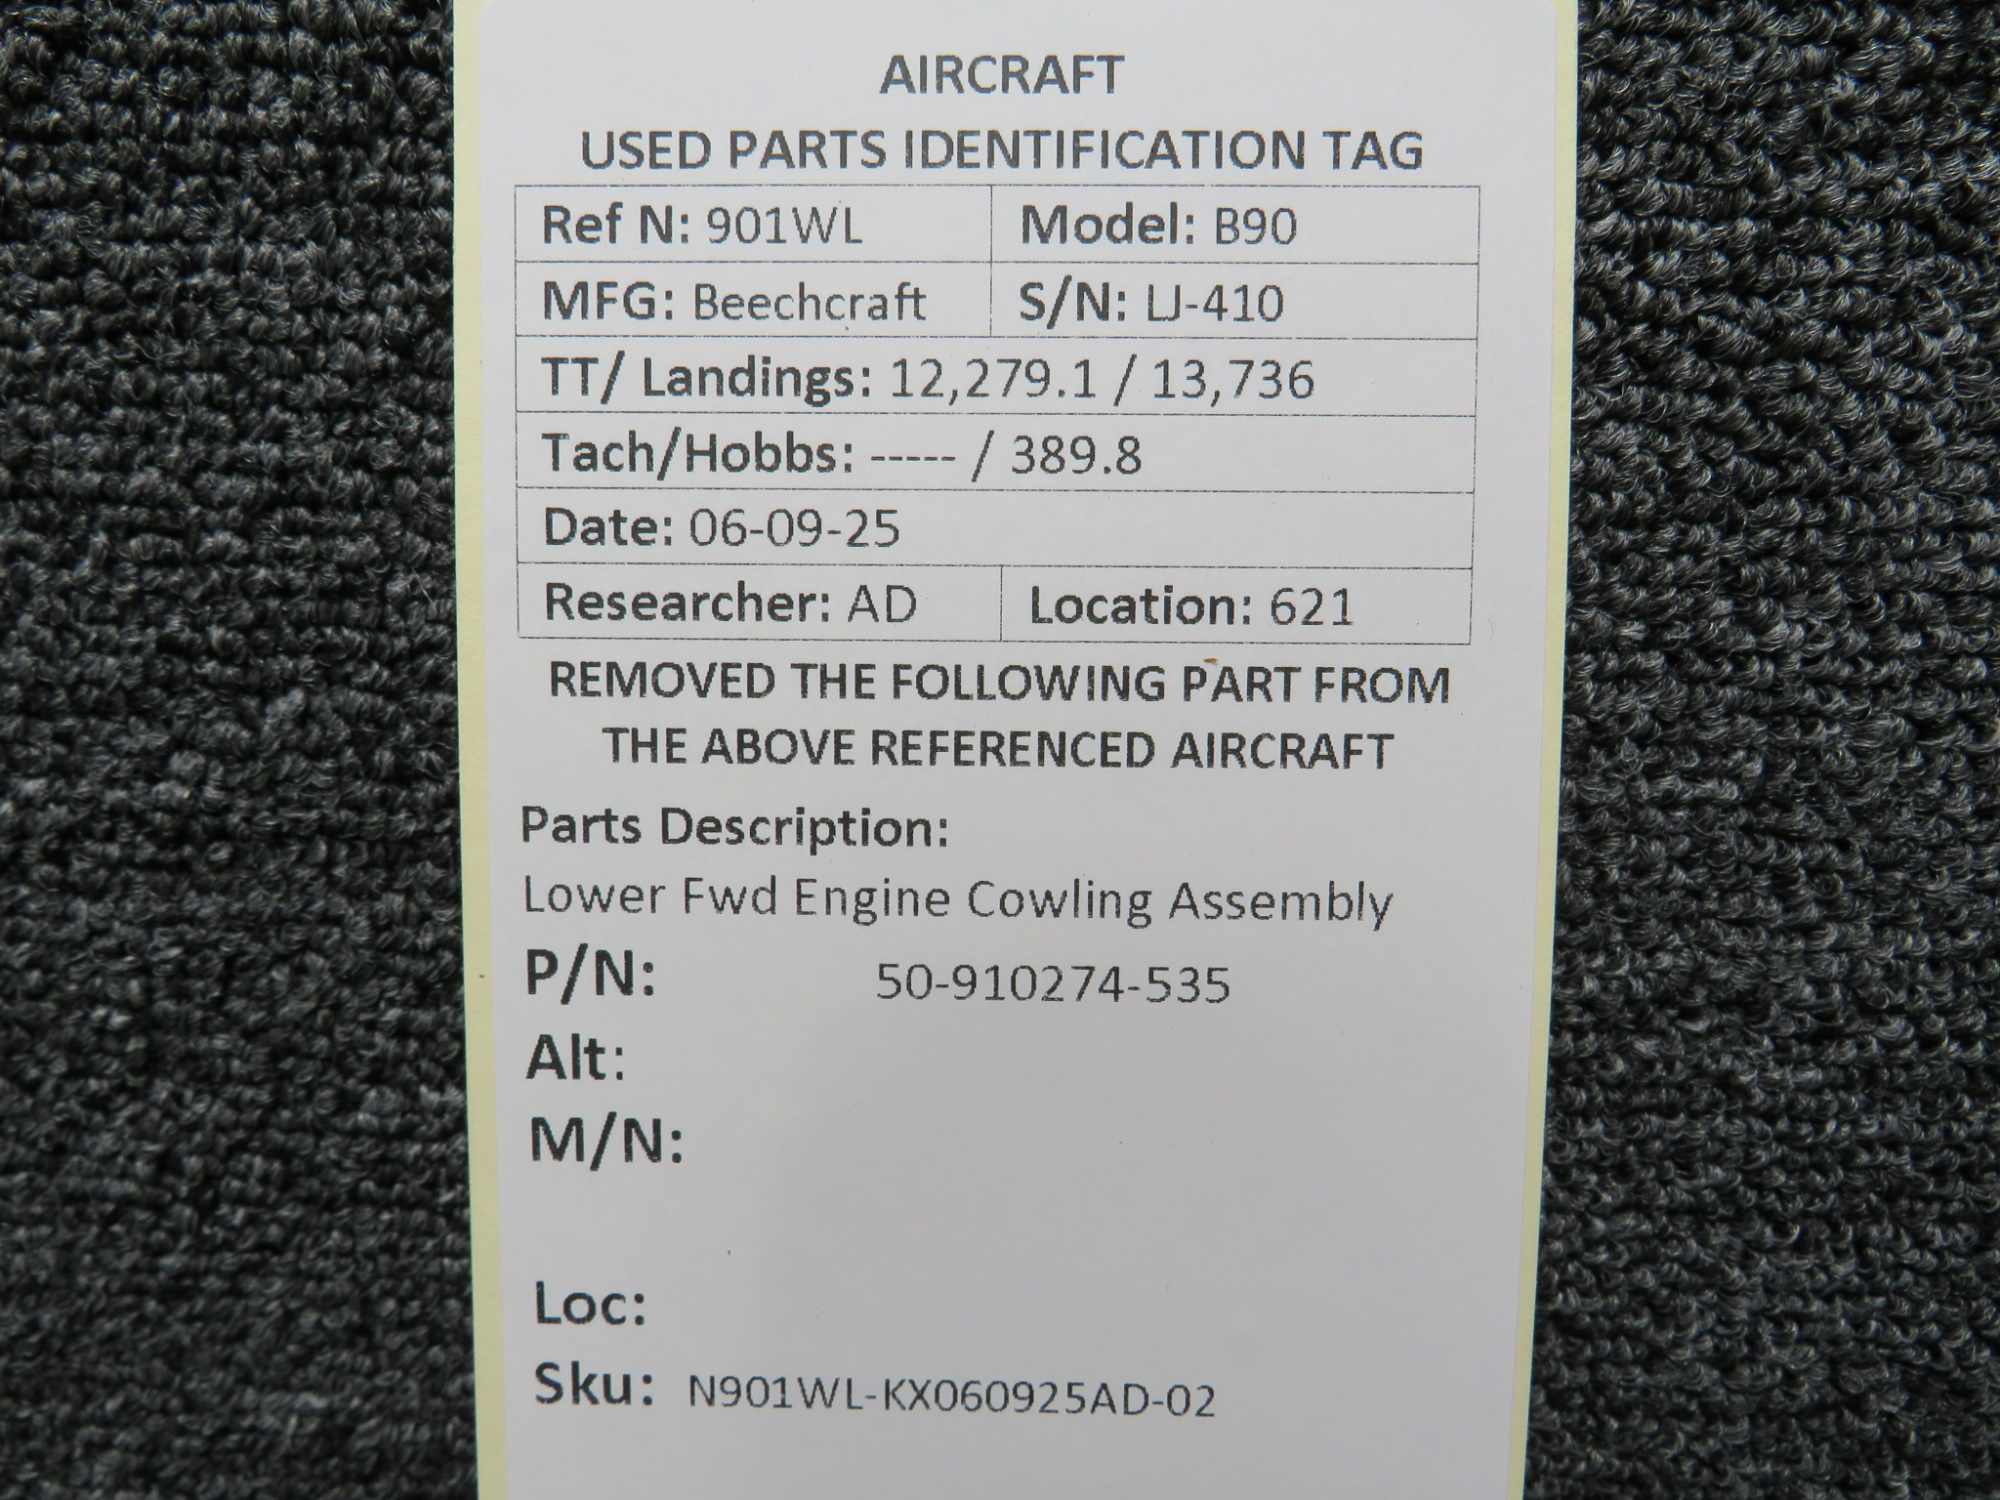 AIRCRAFT
USED PARTS IDENTIFICATION TAG
Ref N: 901WL Model: B90
MFG: Beechcraft S/N: LJ-410
TT/ Landings: 12,279.1 / 13,736
Tach/Hobbs: ----- / 389.8
Date: 06-09-25
Researcher: AD Location: 621
REMOVED THE FOLLOWING PART FROM
THE ABOVE REFERENCED AIRCRAFT
Parts Description:
Lower Fwd Engine Cowling Assembly
P/N: 50-910274-535
Alt:
M/N:
Loc:
Sku: N901WL-KX060925AD-02